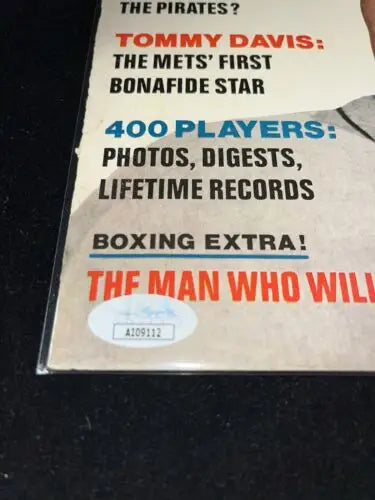 THE PIRATES?
TOMMY DAVIS:
THE METS' FIRST
BONAFIDE STAR
400 PLAYERS:
PHOTOS, DIGESTS,
LIFETIME RECORDS
BOXING EXTRA!
THE MAN WHO WILL
AI09112